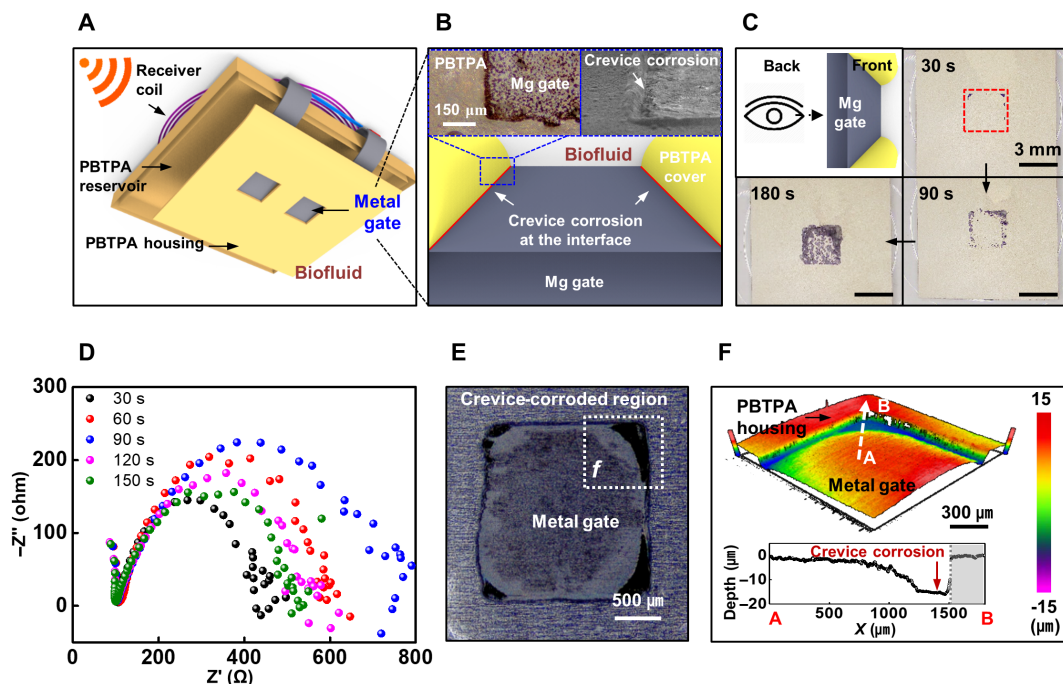 A
Receiver
coil
PBTPA
reservoir
Metal
gate
PBTPA housing
Biofluid
B
PBTPA
Mg gate
150 μm
Crevice corrosion
Biofluid
PBTPA
cover
Crevice corrosion
at the interface
Mg gate
C
Back
Front
Mg
gate
30 s
3 mm
180 s
90 s
D
300
200
100
0
–Z'' (ohm)
30 s
60 s
90 s
120 s
150 s
0
200
400
600
800
Z' (Ω)
E
Crevice-corroded region
f
Metal gate
500 μm
F
PBTPA
housing
B
A
Metal gate
300 μm
15
-15
(μm)
Depth (μm)
0
–10
–20
Crevice corrosion
500
1000
1500
A
X (μm)
B